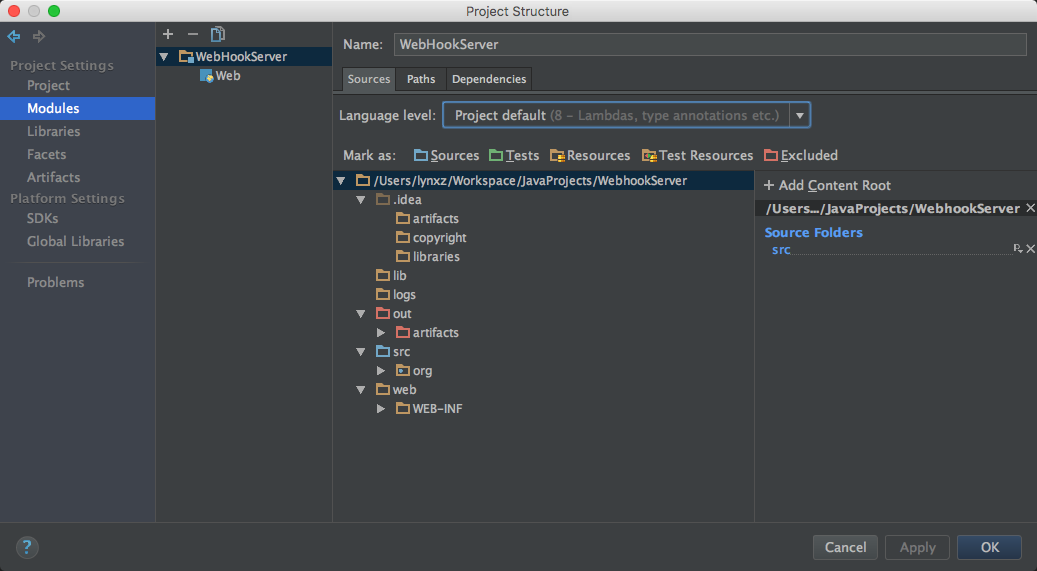 Project Structure
Project Settings
Project
Modules
Libraries
Facets
Artifacts
Platform Settings
SDKs
Global Libraries
Problems
WebHookServer
Web
Name: WebHookServer
Sources Paths Dependencies
Language level: Project default (8 – Lambdas, type annotations etc.)
Mark as: Sources Tests Resources Test Resources Excluded
/Users/lynxz/Workspace/JavaProjects/WebhookServer
.idea
artifacts
copyright
libraries
lib
logs
out
artifacts
src
org
web
WEB-INF
+ Add Content Root
/Users.../JavaProjects/WebhookServer
Source Folders
src
?
Cancel Apply OK